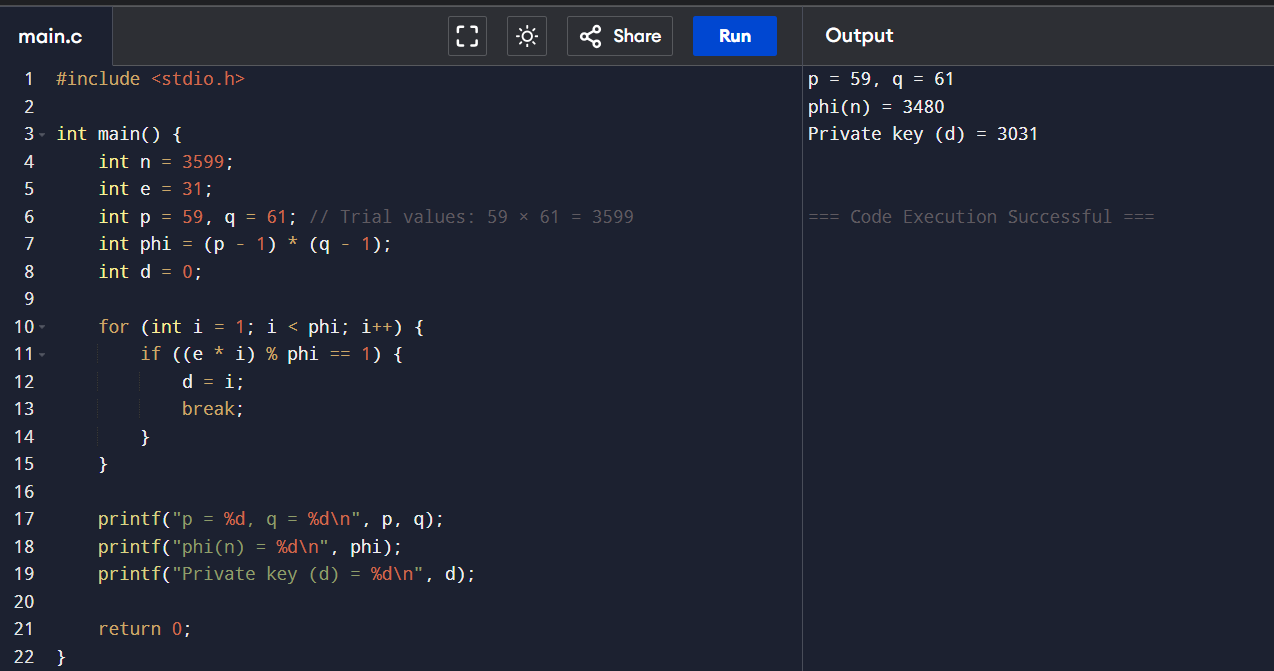 main.c
Share
Run
Output
1 #include <stdio.h>
2
3 int main() {
4     int n = 3599;
5     int e = 31;
6     int p = 59, q = 61; // Trial values: 59 × 61 = 3599
7     int phi = (p - 1) * (q - 1);
8     int d = 0;
9
10     for (int i = 1; i < phi; i++) {
11         if ((e * i) % phi == 1) {
12             d = i;
13             break;
14         }
15     }
16
17     printf("p = %d, q = %d\n", p, q);
18     printf("phi(n) = %d\n", phi);
19     printf("Private key (d) = %d\n", d);
20
21     return 0;
22 }
p = 59, q = 61
phi(n) = 3480
Private key (d) = 3031
=== Code Execution Successful ===